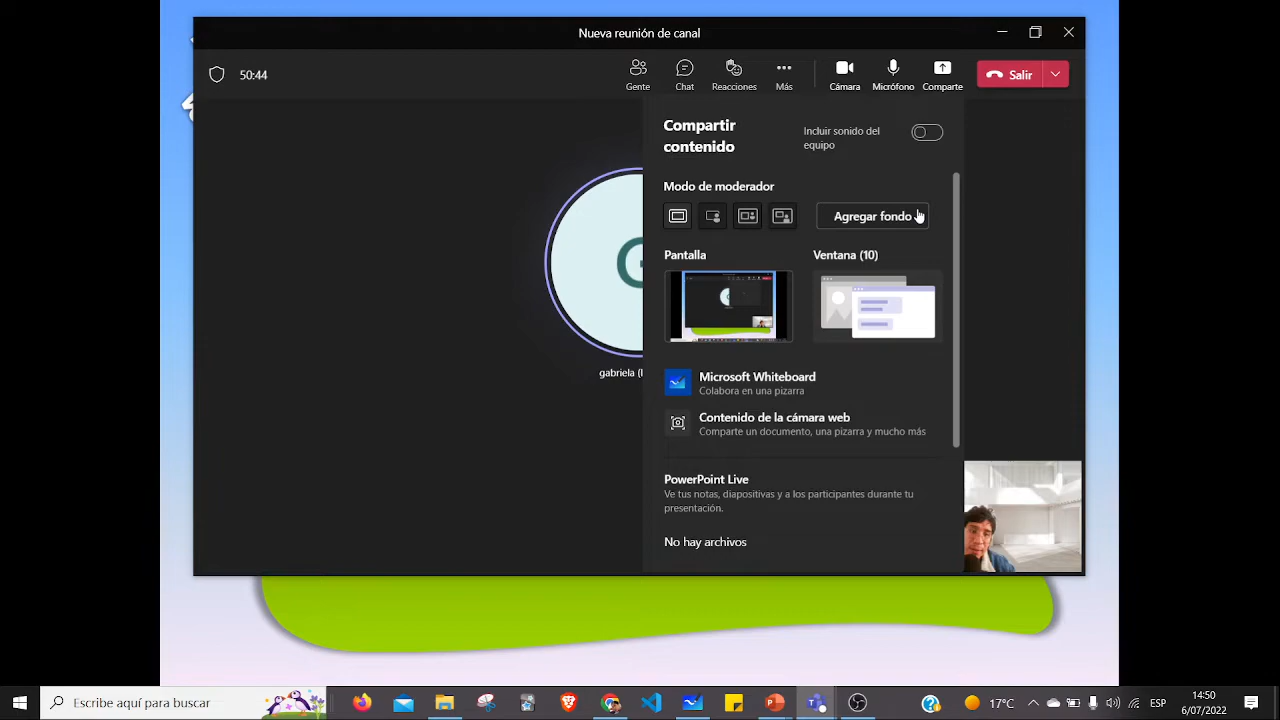 Nueva reunión de canal
50:44
Gente
Chat
Reacciones
Más
Cámara
Micrófono
Comparte
Salir
Compartir
contenido
Incluir sonido del
equipo
Modo de moderador
Agregar fondo
Pantalla
Ventana (10)
gabriela
Microsoft Whiteboard
Colabora en una pizarra
Contenido de la cámara web
Comparte un documento, una pizarra y mucho más
PowerPoint Live
Ve tus notas, diapositivas y a los participantes durante tu
presentación.
No hay archivos
Escribe aquí para buscar
17°C
ESP
14:50
6/07/2022